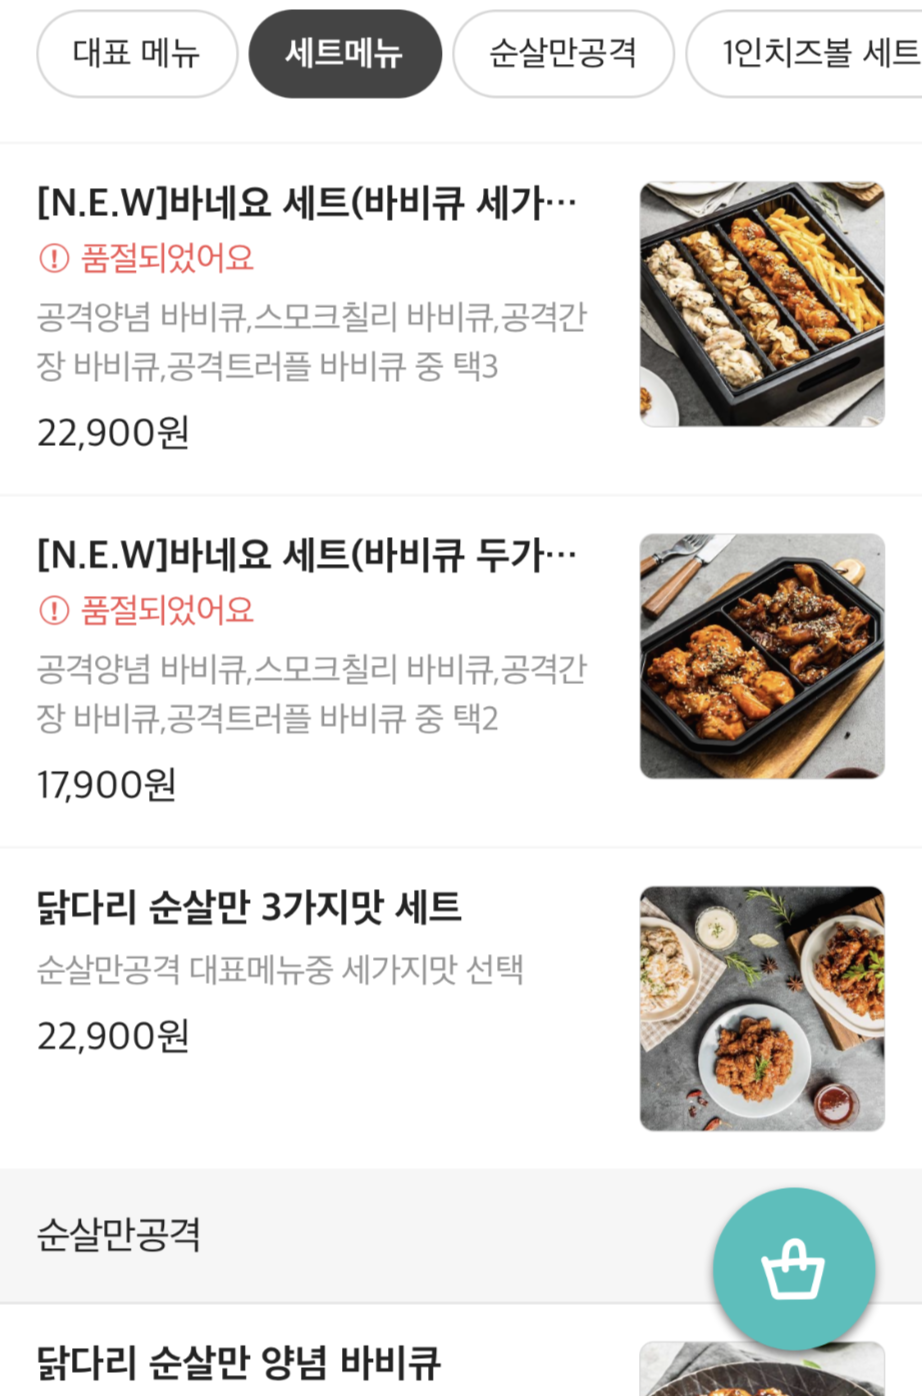 대표 메뉴
세트메뉴
순살만공격
1인치즈볼 세트
[N.E.W]바네요 세트(바비큐 세가…
품절되었어요
공격양념 바비큐,스모크칠리 바비큐,공격간
장 바비큐,공격트러플 바비큐 중 택3
22,900원
[N.E.W]바네요 세트(바비큐 두가…
품절되었어요
공격양념 바비큐,스모크칠리 바비큐,공격간
장 바비큐,공격트러플 바비큐 중 택2
17,900원
닭다리 순살만 3가지맛 세트
순살만공격 대표메뉴중 세가지맛 선택
22,900원
순살만공격
닭다리 순살만 양념 바비큐